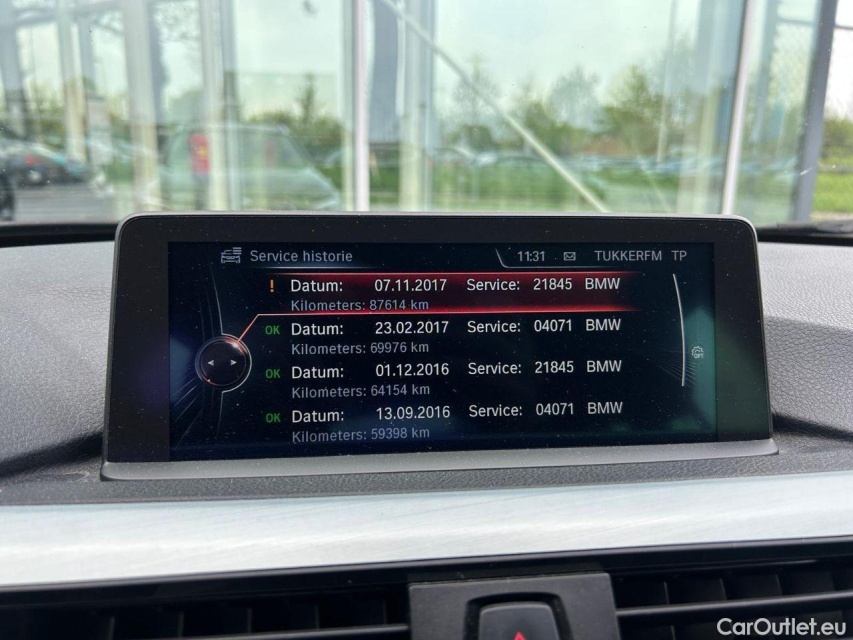 Service historie 11:31 TUKKERFM TP
! Datum: 07.11.2017 Service: 21845 BMW
Kilometers: 87614 km
OK Datum: 23.02.2017 Service: 04071 BMW
Kilometers: 69976 km
OK Datum: 01.12.2016 Service: 21845 BMW
Kilometers: 64154 km
OK Datum: 13.09.2016 Service: 04071 BMW
Kilometers: 59398 km
CarOutlet.eu